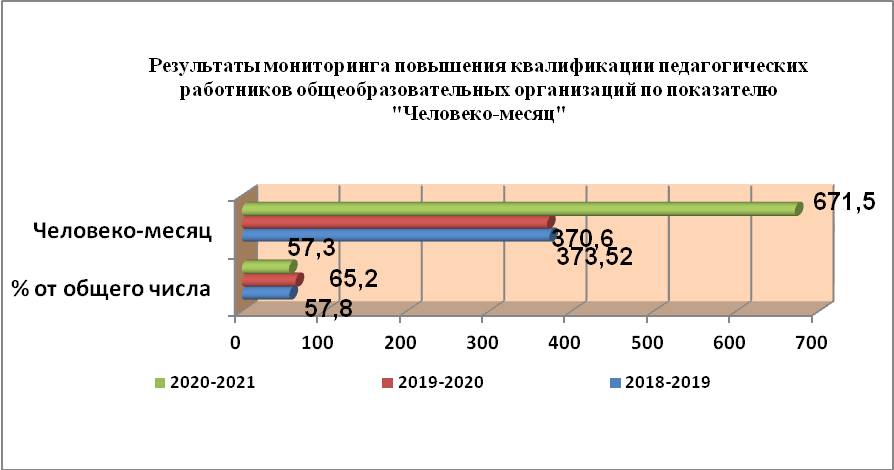 Результаты мониторинга повышения квалификации педагогических
работников общеобразовательных организаций по показателю
"Человеко-месяц"
671,5
Человеко-месяц
370,6
57,3
373,52
65,2
% от общего числа
57,8
0 100 200 300 400 500 600 700
2020-2021 2019-2020 2018-2019